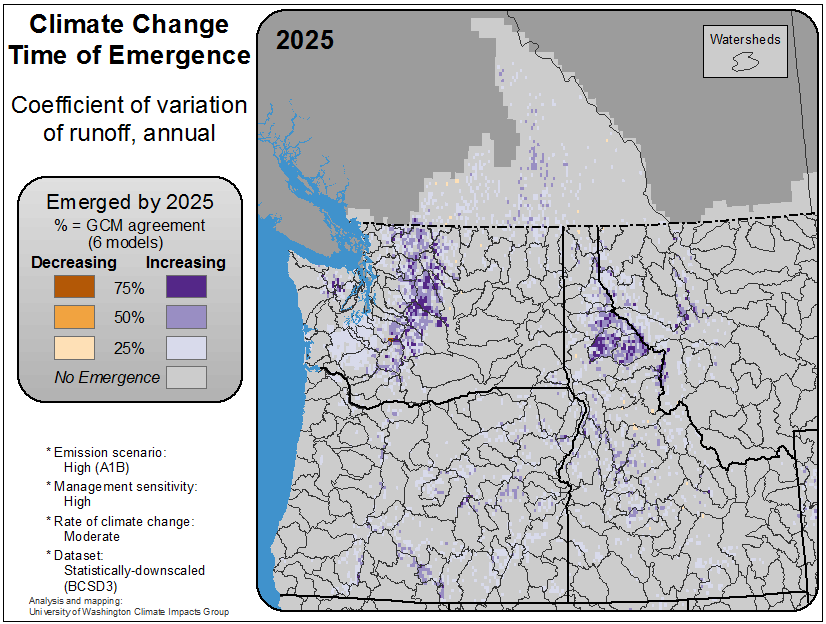 Climate Change
Time of Emergence
Coefficient of variation
of runoff, annual
Emerged by 2025
% = GCM agreement
(6 models)
Decreasing Increasing
75%
50%
25%
No Emergence
* Emission scenario:
High (A1B)
* Management sensitivity:
High
* Rate of climate change:
Moderate
* Dataset:
Statistically-downscaled
(BCSD3)
Analysis and mapping:
University of Washington Climate Impacts Group
2025
Watersheds